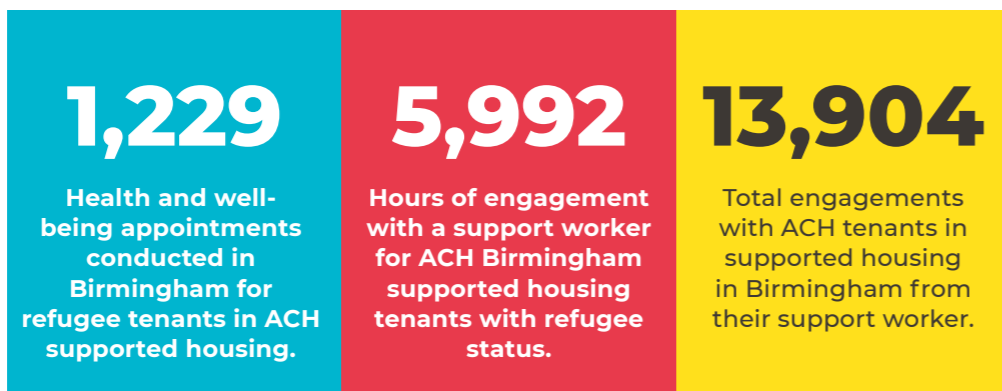 1,229
Health and well-
being appointments
conducted in
Birmingham for
refugee tenants in ACH
supported housing.
5,992
Hours of engagement
with a support worker
for ACH Birmingham
supported housing
tenants with refugee
status.
13,904
Total engagements
with ACH tenants in
supported housing
in Birmingham from
their support worker.